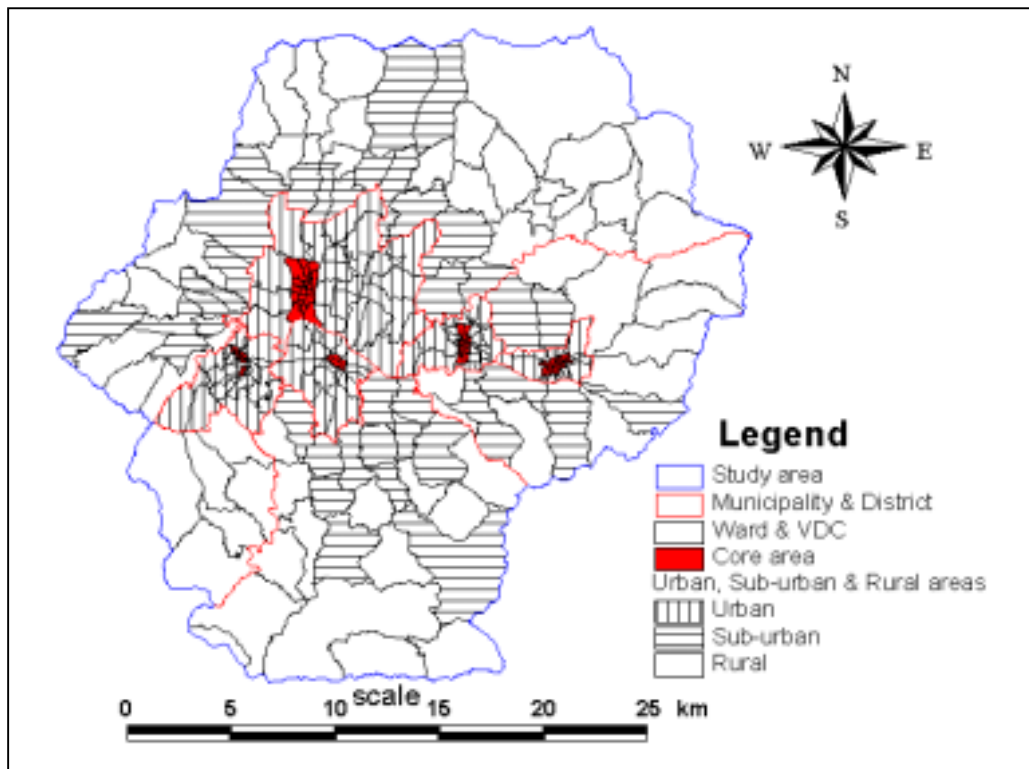 N
W E
S
Legend
Study area
Municipality & District
Ward & VDC
Core area
Urban, Sub-urban & Rural areas
Urban
Sub-urban
Rural
scale
0 5 10 15 20 25 km